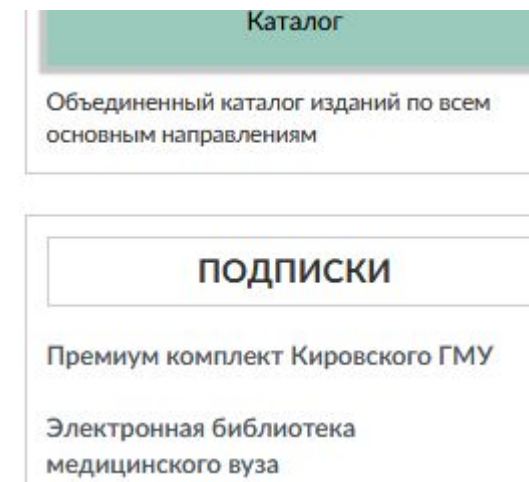 Каталог
Объединенный каталог изданий по всем
основным направлениям
ПОДПИСКИ
Премиум комплект Кировского ГМУ
Электронная библиотека
медицинского вуза